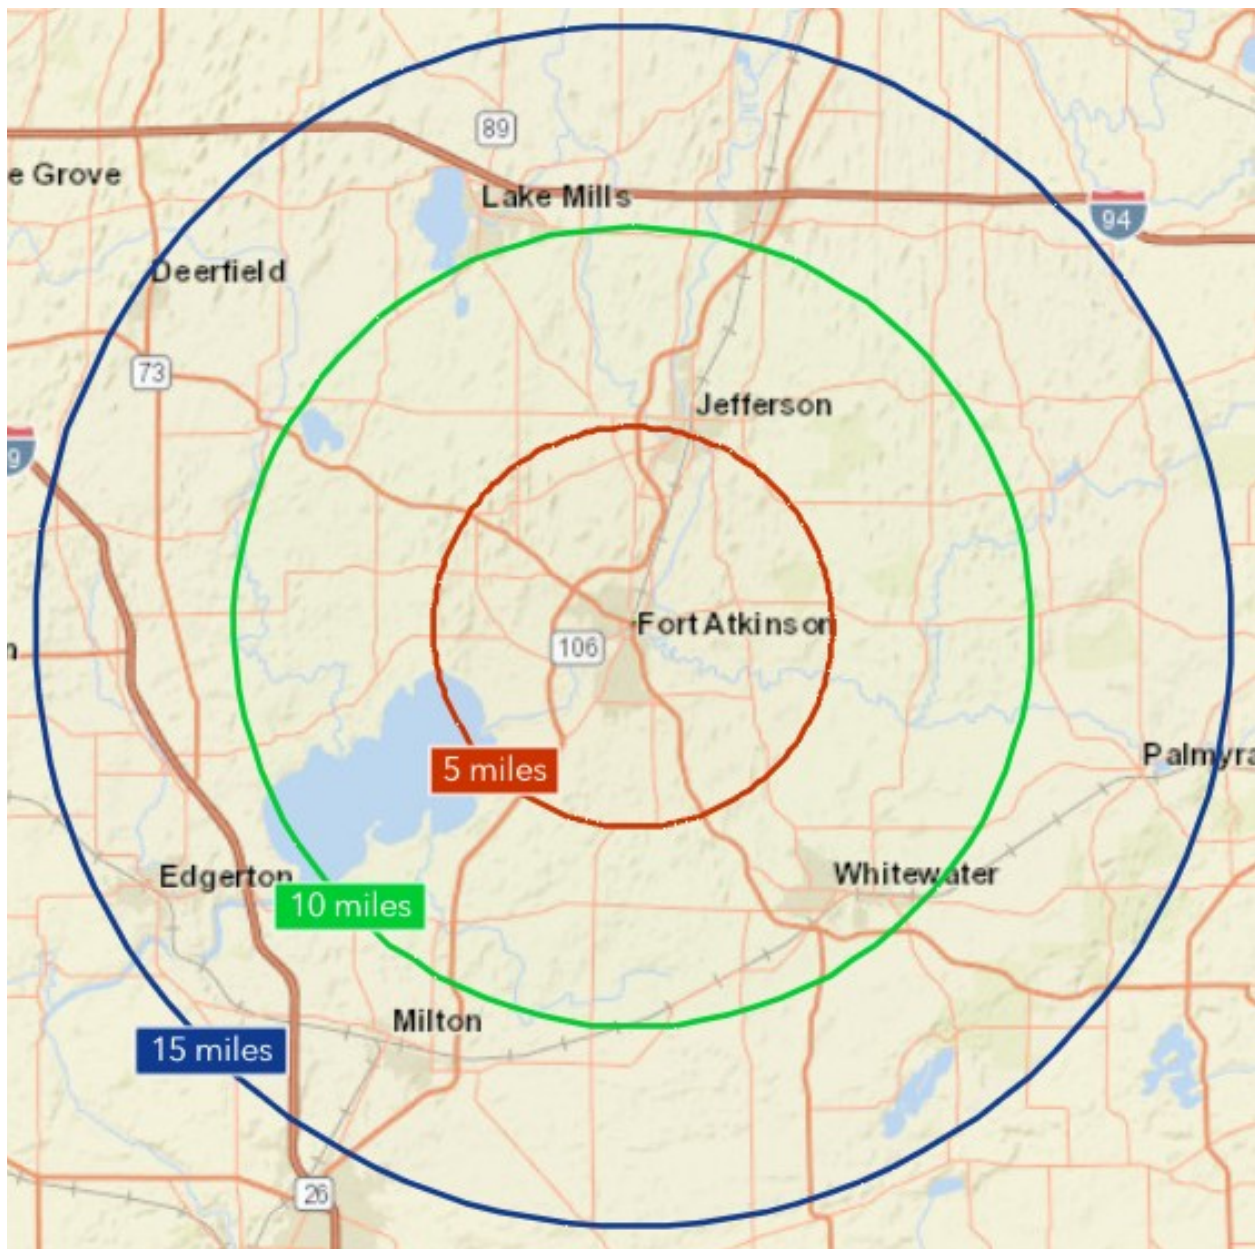 89
e Grove
Lake Mills
94
Deerfield
73
Jefferson
9
Fort Atkinson
106
n
Palmyra
5 miles
Edgerton
Whitewater
10 miles
Milton
15 miles
26